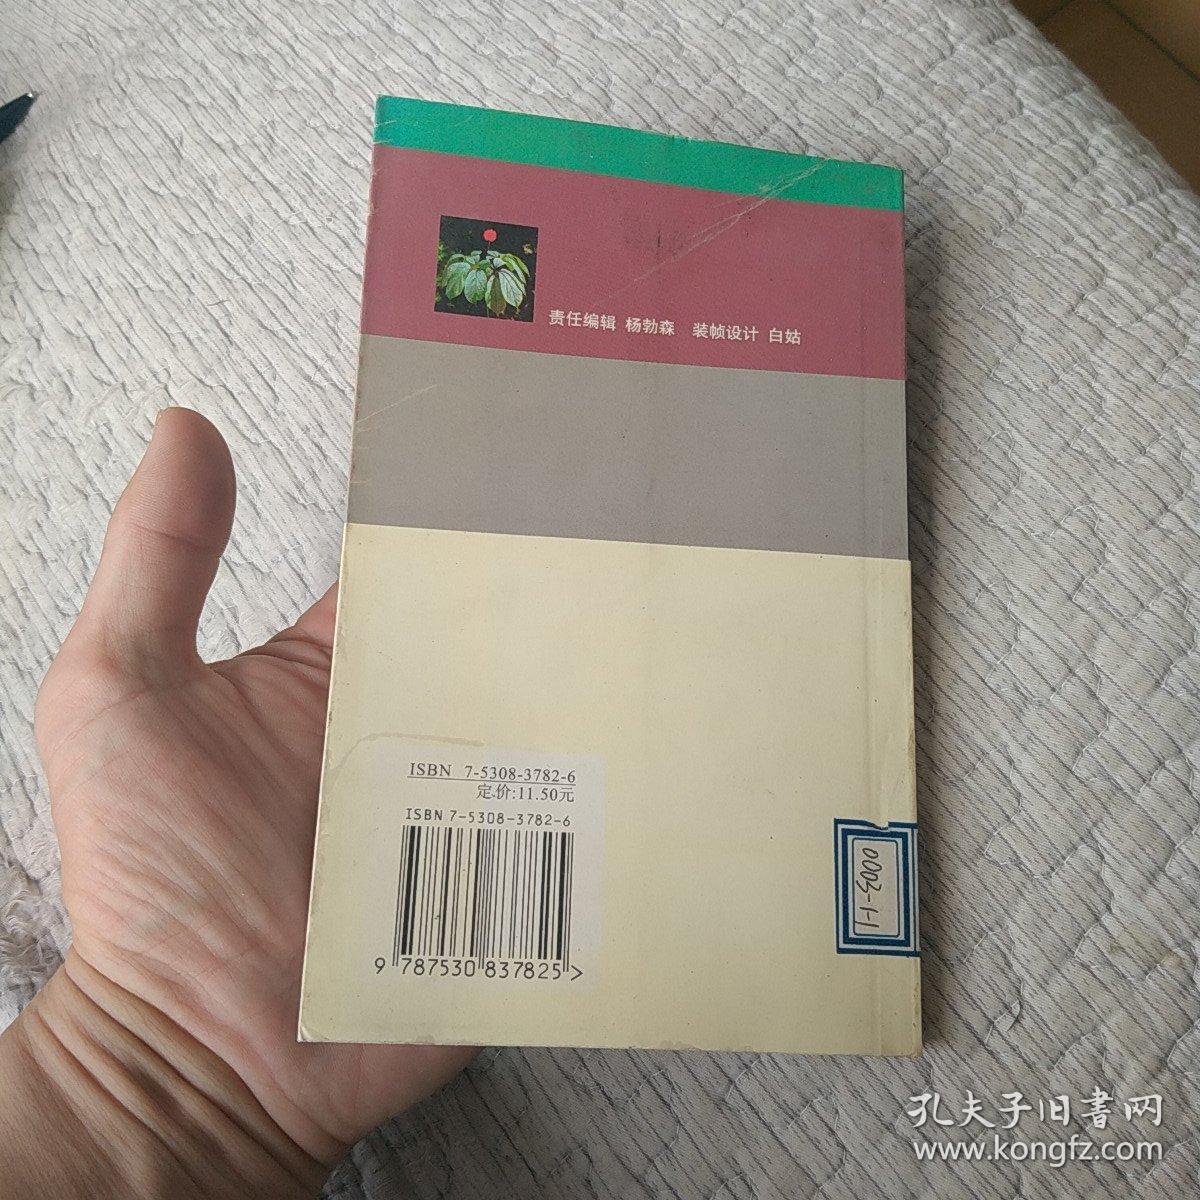 责任编辑 杨勃森 装帧设计 白姑
ISBN 7-5308-3782-6
定价:11.50元
ISBN 7-5308-3782-6
9 787530 837825 >
0003-1-1
孔夫子旧書网
www.kongfz.com